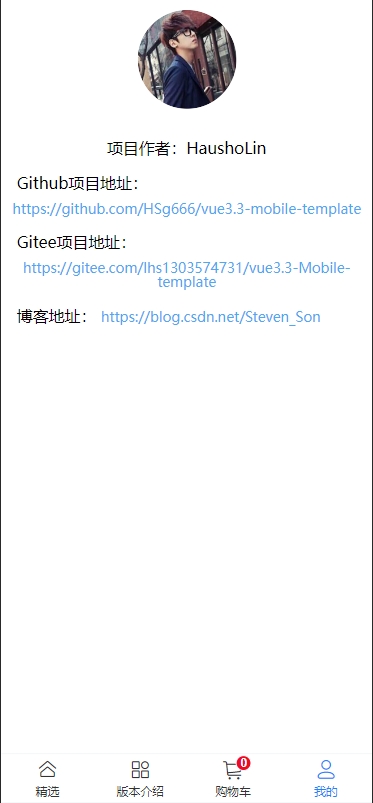 项目作者：HaushoLin
Github项目地址：
https://github.com/HSg666/vue3.3-mobile-template
Gitee项目地址：
https://gitee.com/lhs1303574731/vue3.3-Mobile-
template
博客地址： https://blog.csdn.net/Steven_Son
0
精选 版本介绍 购物车 我的